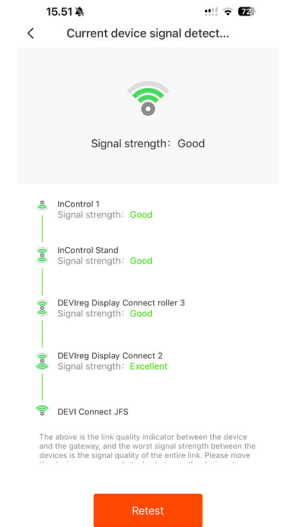 15.51
72
Current device signal detect...
Signal strength: Good
InControl 1
Signal strength: Good
InControl Stand
Signal strength: Good
DEVIreg Display Connect roller 3
Signal strength: Good
DEVIreg Display Connect 2
Signal strength: Excellent
DEVI Connect JFS
The above is the link quality indicator between the device
and the gateway, and the worst signal strength between the
devices is the signal quality of the entire link. Please move
Retest